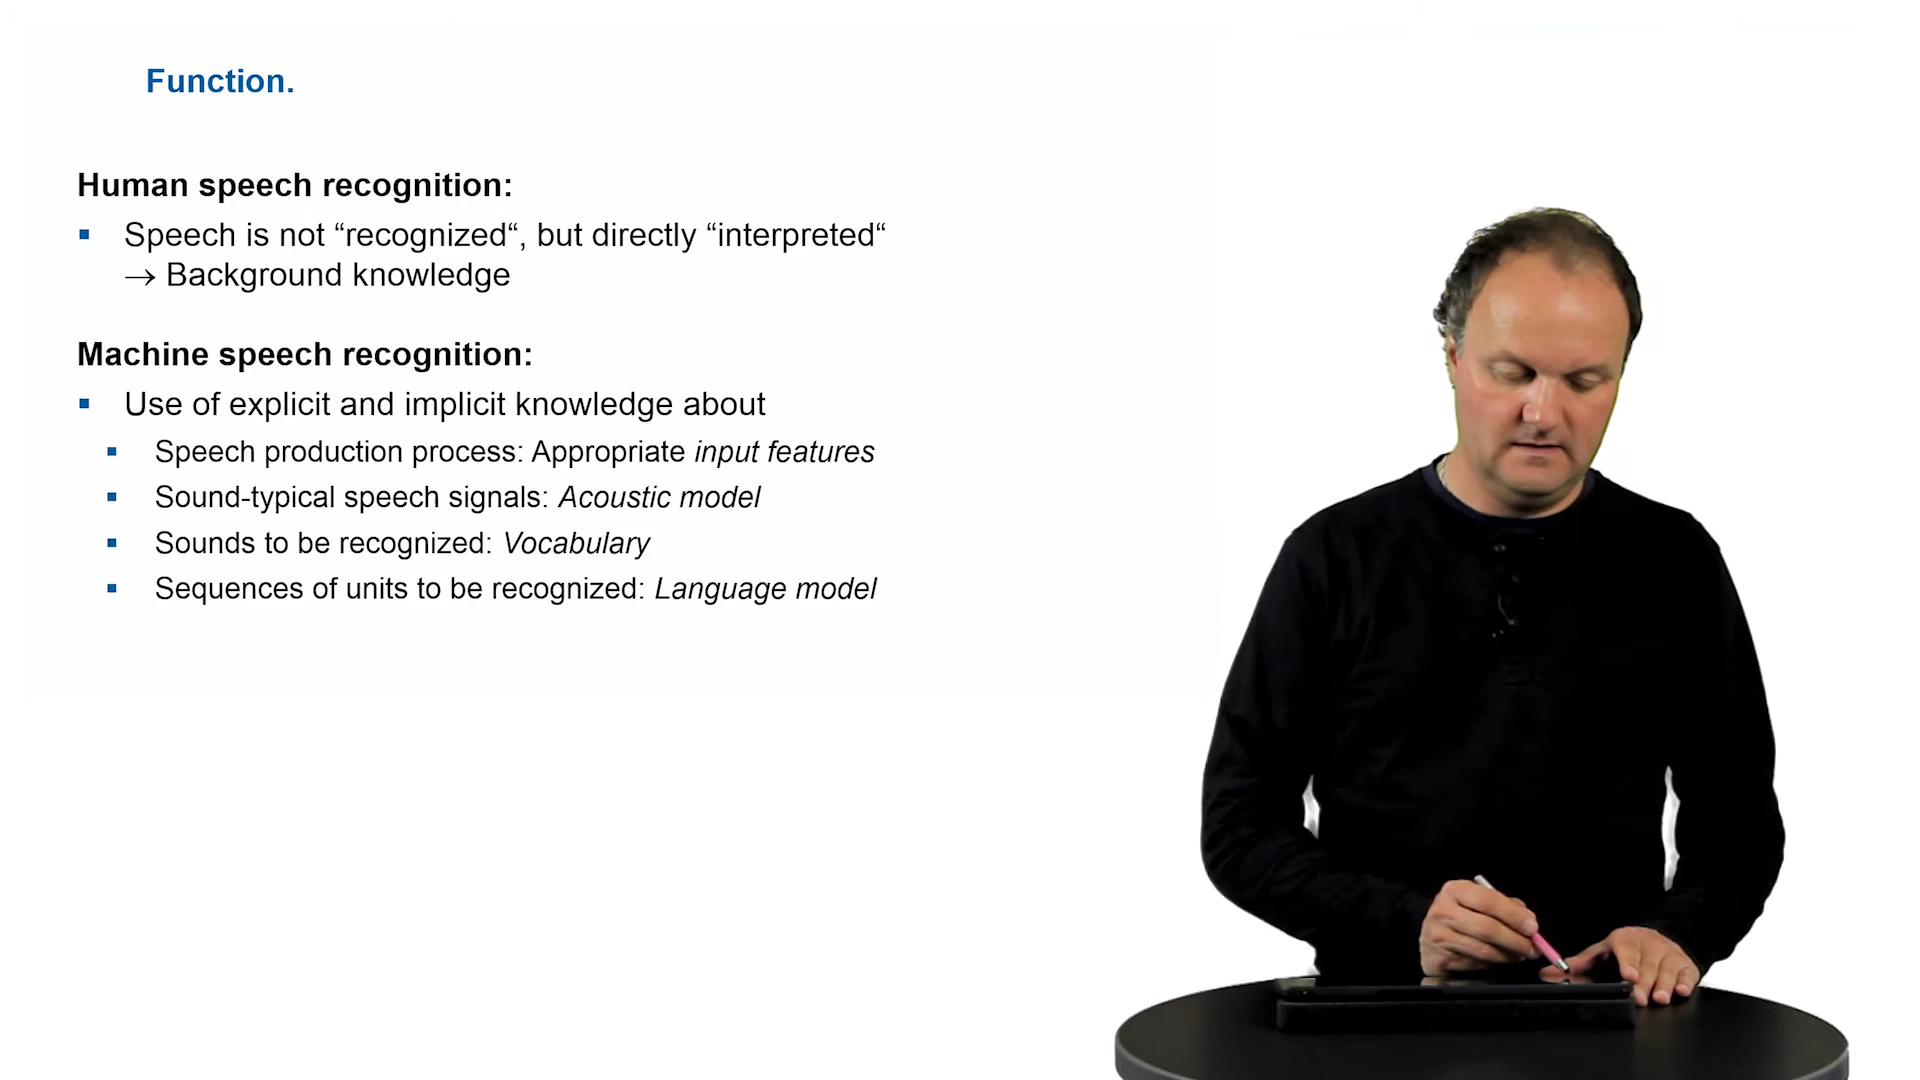 Function.
Human speech recognition:
▪ Speech is not “recognized“, but directly “interpreted“
→ Background knowledge
Machine speech recognition:
▪ Use of explicit and implicit knowledge about
▪ Speech production process: Appropriate input features
▪ Sound-typical speech signals: Acoustic model
▪ Sounds to be recognized: Vocabulary
▪ Sequences of units to be recognized: Language model